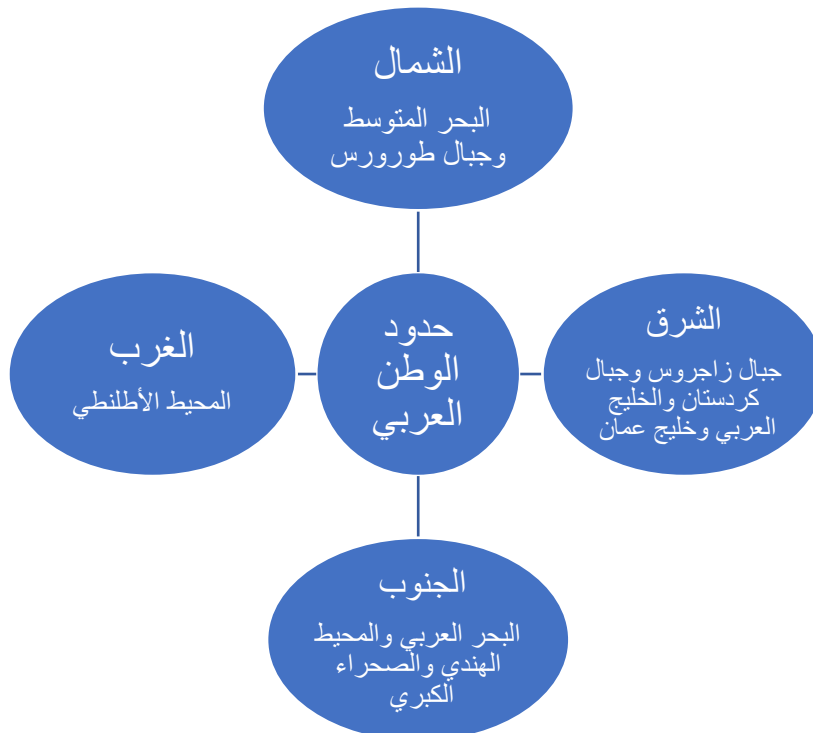 الشمال
البحر المتوسط
وجبال طورورس
الشرق
جبال زاجروس وجبال
كردستان والخليج
العربي وخليج عمان
حدود
الوطن
العربي
الغرب
المحيط الأطلنطي
الجنوب
البحر العربي والمحيط
الهندي والصحراء
الكبري